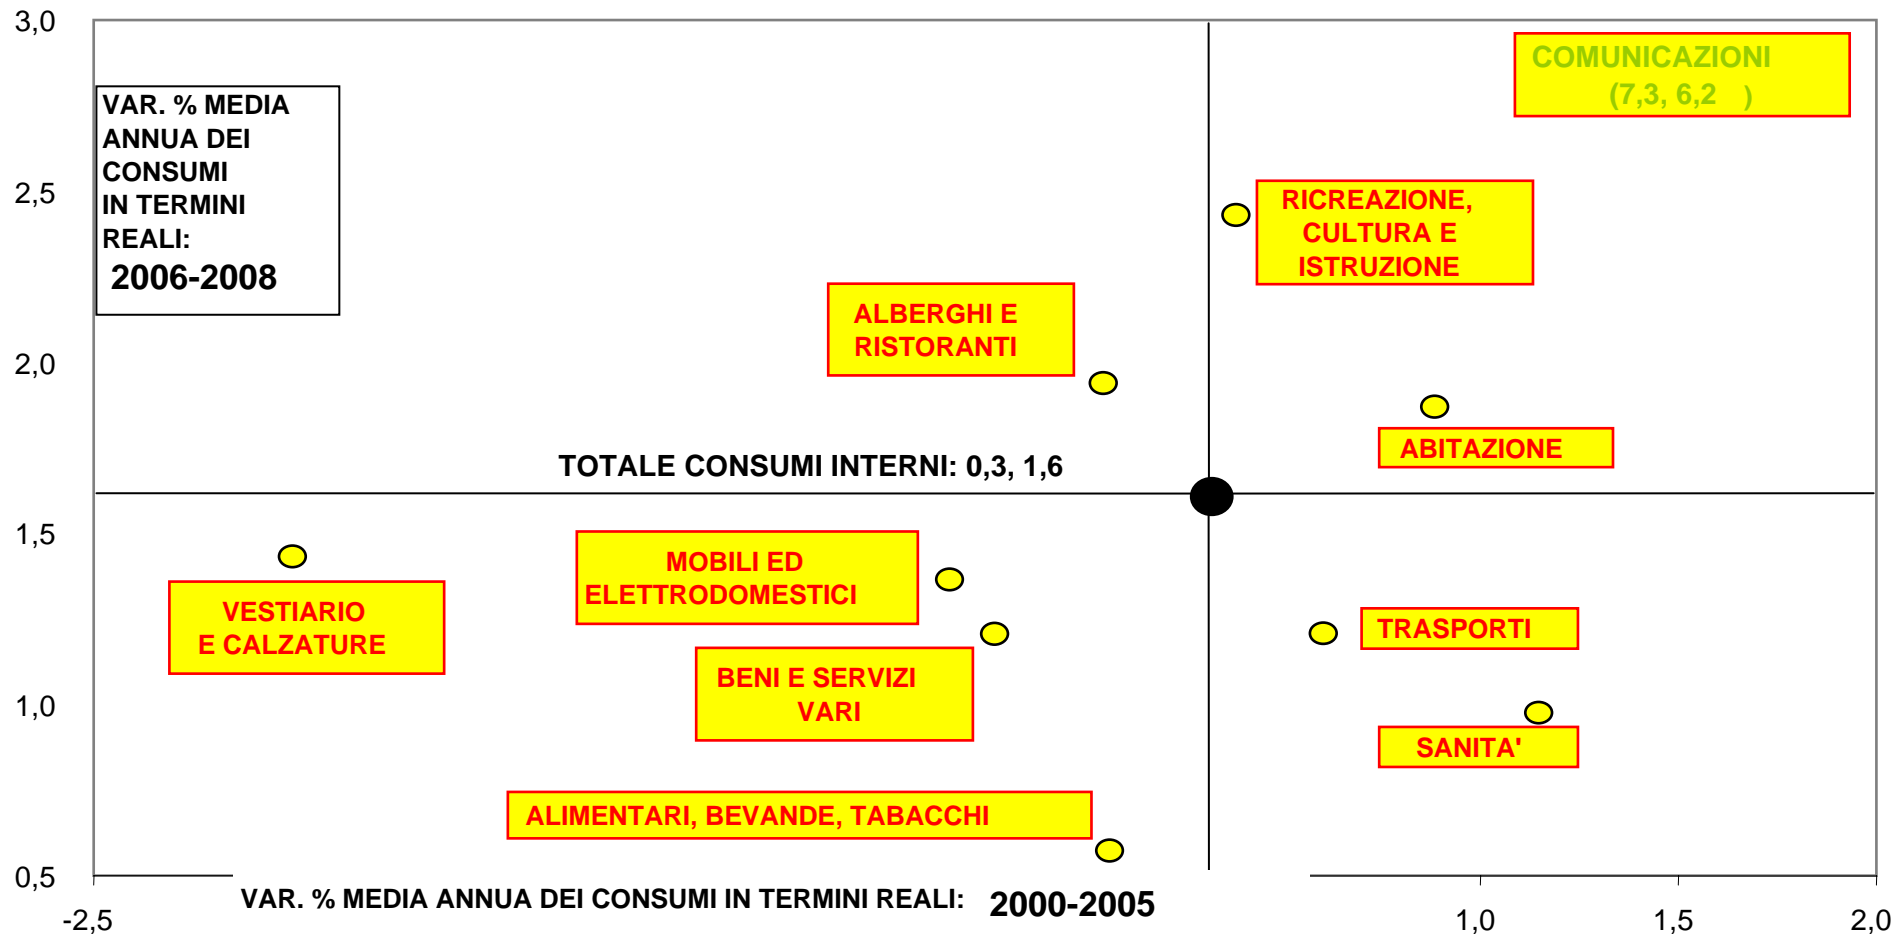 3,0
COMUNICAZIONI
(7,3, 6,2 )
VAR. % MEDIA
ANNUA DEI
CONSUMI
IN TERMINI
REALI:
2006-2008
2,5
RICREAZIONE,
CULTURA E
ISTRUZIONE
ALBERGHI E
RISTORANTI
2,0
ABITAZIONE
TOTALE CONSUMI INTERNI: 0,3, 1,6
1,5
MOBILI ED
ELETTRODOMESTICI
VESTIARIO
E CALZATURE
TRASPORTI
BENI E SERVIZI
VARI
1,0
SANITA'
ALIMENTARI, BEVANDE, TABACCHI
0,5
VAR. % MEDIA ANNUA DEI CONSUMI IN TERMINI REALI: 2000-2005
-2,5
1,0
1,5
2,0